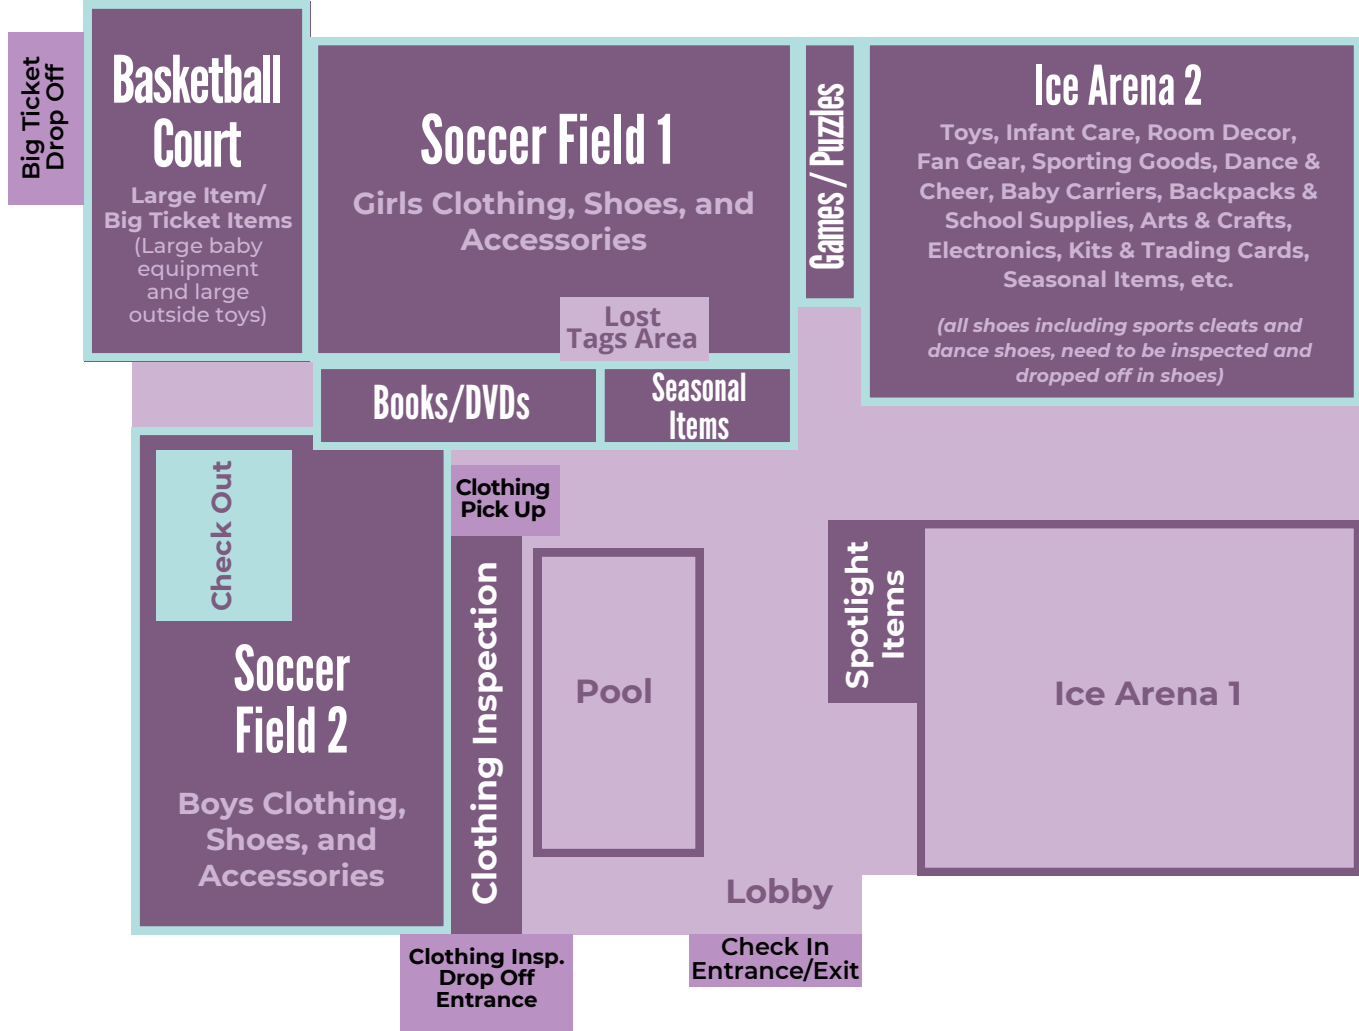 Big Ticket
Drop Off
Basketball
Court
Large Item/
Big Ticket Items
(Large baby
equipment
and large
outside toys)
Soccer Field 1
Girls Clothing, Shoes, and
Accessories
Lost
Tags Area
Games / Puzzles
Ice Arena 2
Toys, Infant Care, Room Decor,
Fan Gear, Sporting Goods, Dance &
Cheer, Baby Carriers, Backpacks &
School Supplies, Arts & Crafts,
Electronics, Kits & Trading Cards,
Seasonal Items, etc.
(all shoes including sports cleats and
dance shoes, need to be inspected and
dropped off in shoes)
Books/DVDs
Seasonal
Items
Check Out
Soccer
Field 2
Boys Clothing,
Shoes, and
Accessories
Clothing
Pick Up
Clothing Inspection
Pool
Spotlight
Items
Ice Arena 1
Lobby
Clothing Insp.
Drop Off
Entrance
Check In
Entrance/Exit